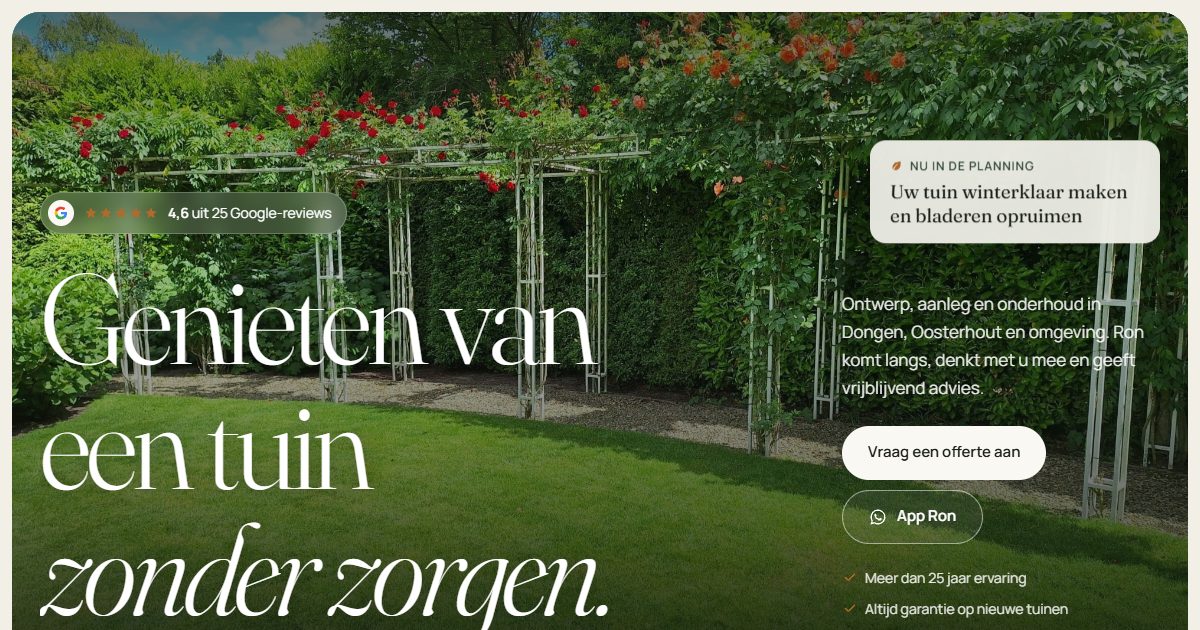 4,6 uit 25 Google-reviews
Genieten van
een tuin
zonder zorgen.
NU IN DE PLANNING
Uw tuin winterklaar maken
en bladeren opruimen
Ontwerp, aanleg en onderhoud in
Dongen, Oosterhout en omgeving. Ron
komt langs, denkt met u mee en geeft
vrijblijvend advies.
Vraag een offerte aan
App Ron
Meer dan 25 jaar ervaring
Altijd garantie op nieuwe tuinen